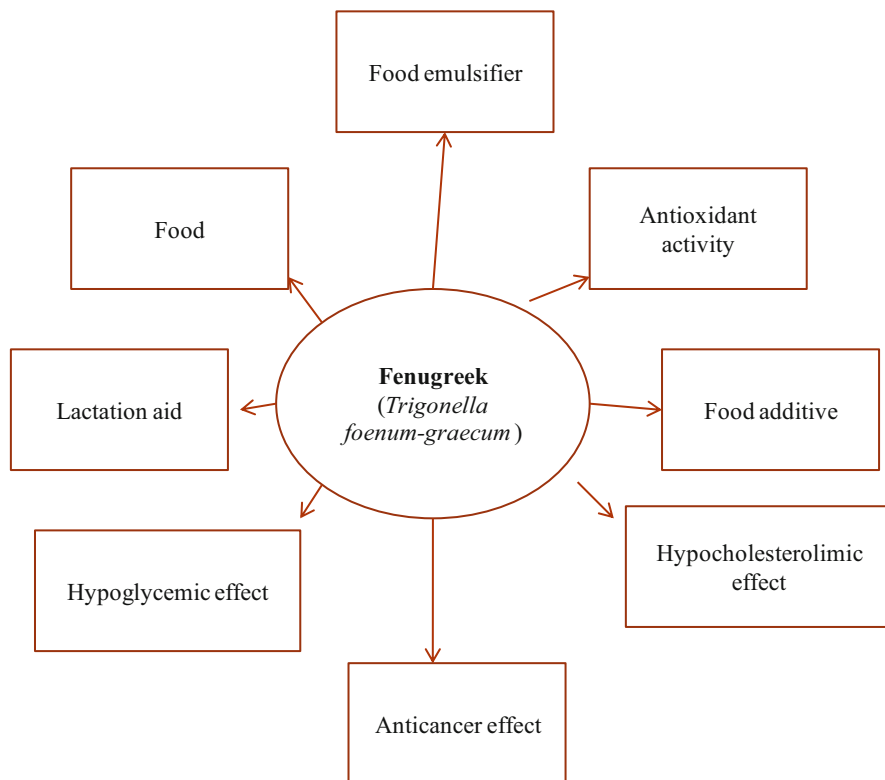 Food emulsifier
Food
Antioxidant
activity
Lactation aid
Fenugreek
(Trigonella
foenum-graecum)
Food additive
Hypoglycemic effect
Hypocholesterolimic
effect
Anticancer effect